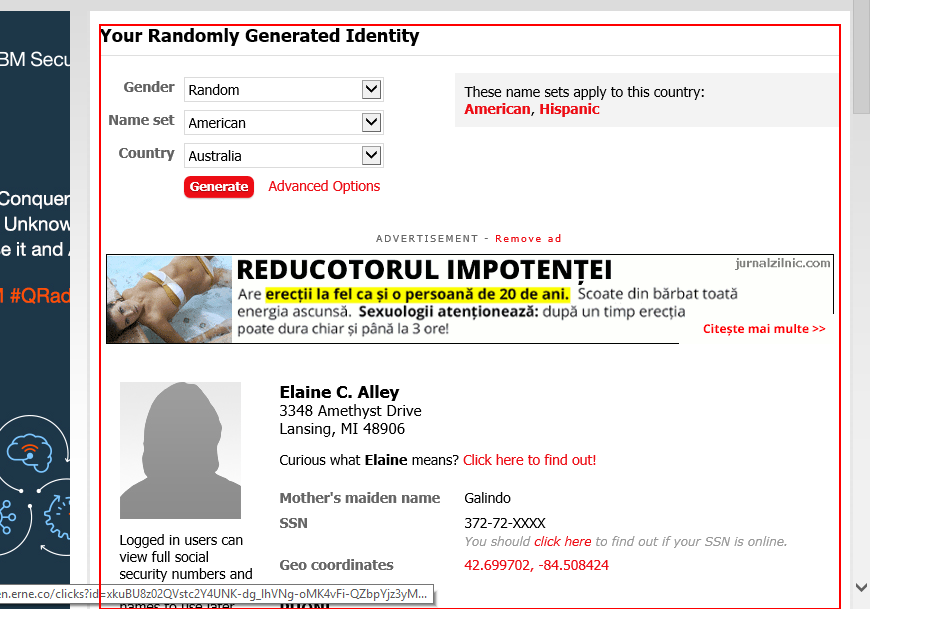 BM Secu
Conquer
Unknow
e it and
M #QRad
Your Randomly Generated Identity
Gender Random
Name set American
Country Australia
Generate Advanced Options
These name sets apply to this country:
American, Hispanic
ADVERTISEMENT - Remove ad
REDUCOTORUL IMPOTENȚEI
jurnalzilnic.com
Are erecții la fel ca și o persoană de 20 de ani. Scoate din bărbat toată
energia ascunsă. Sexuologii atenționează: după un timp erecția
poate dura chiar și până la 3 ore!
Citește mai multe >>
Elaine C. Alley
3348 Amethyst Drive
Lansing, MI 48906
Curious what Elaine means? Click here to find out!
Mother's maiden name Galindo
SSN 372-72-XXXX
You should click here to find out if your SSN is online.
Geo coordinates 42.699702, -84.508424
Logged in users can
view full social
security numbers and
en.erne.co/clicks?id=xkuBU8z02QVstc2Y4UNK-dg_lhVNg-oMK4vFi-QZbpYjz3yM...